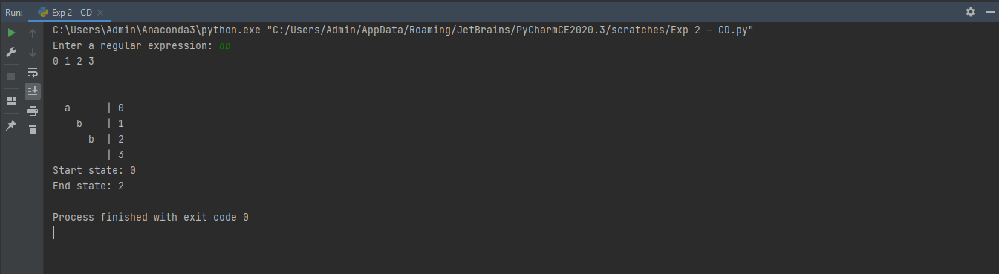 Run: Exp 2 - CD
C:\Users\Admin\Anaconda3\python.exe "C:/Users/Admin/AppData/Roaming/JetBrains/PyCharmCE2020.3/scratches/Exp 2 - CD.py"
Enter a regular expression: ab
0 1 2 3
  a      | 0
    b    | 1
      b  | 2
         | 3
Start state: 0
End state: 2
Process finished with exit code 0